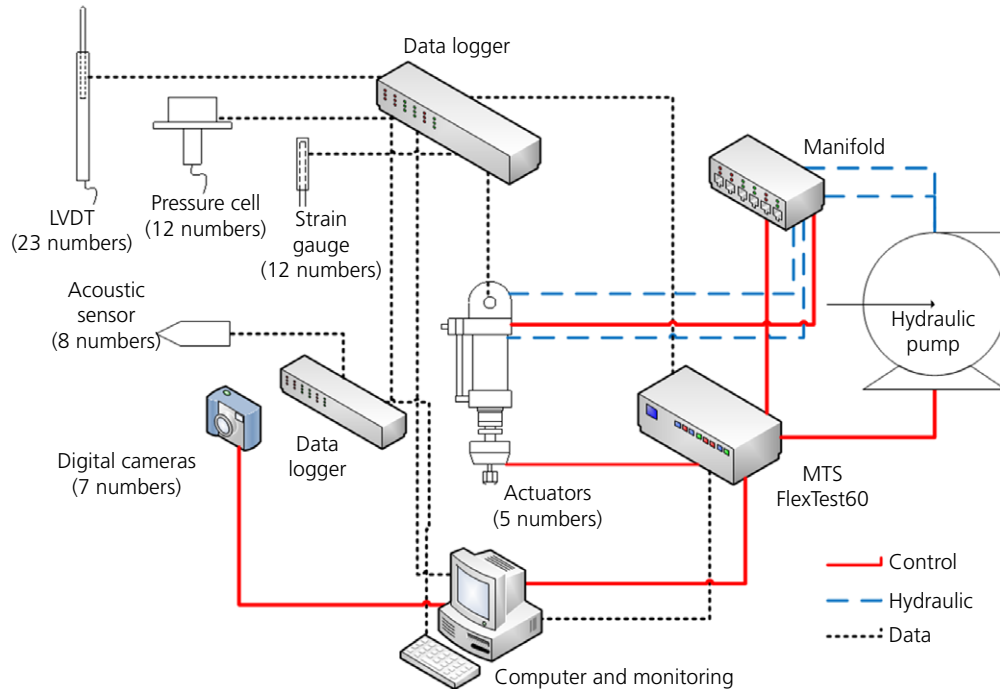 Data logger
Manifold
LVDT
(23 numbers)
Pressure cell
(12 numbers)
Strain
gauge
(12 numbers)
Acoustic
sensor
(8 numbers)
Hydraulic
pump
Digital cameras
(7 numbers)
Data
logger
Actuators
(5 numbers)
MTS
FlexTest60
Control
Hydraulic
Data
Computer and monitoring